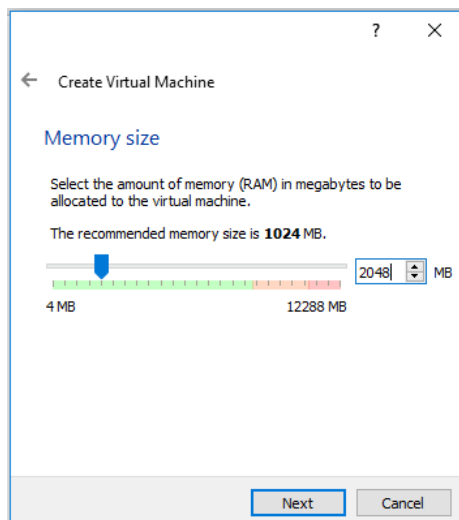 ?
Create Virtual Machine
Memory size
Select the amount of memory (RAM) in megabytes to be
allocated to the virtual machine.
The recommended memory size is 1024 MB.
2048 MB
4 MB 12288 MB
Next Cancel